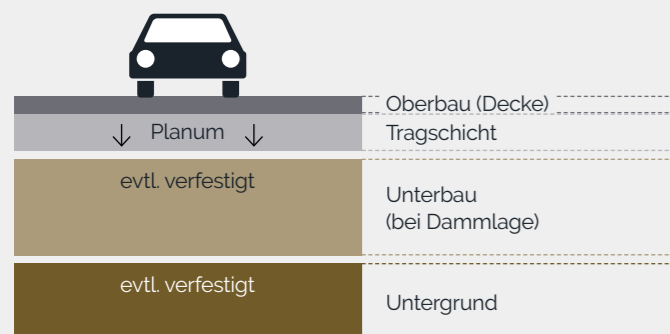 Oberbau (Decke)
Planum
Tragschicht
evtl. verfestigt
Unterbau
(bei Dammlage)
evtl. verfestigt
Untergrund